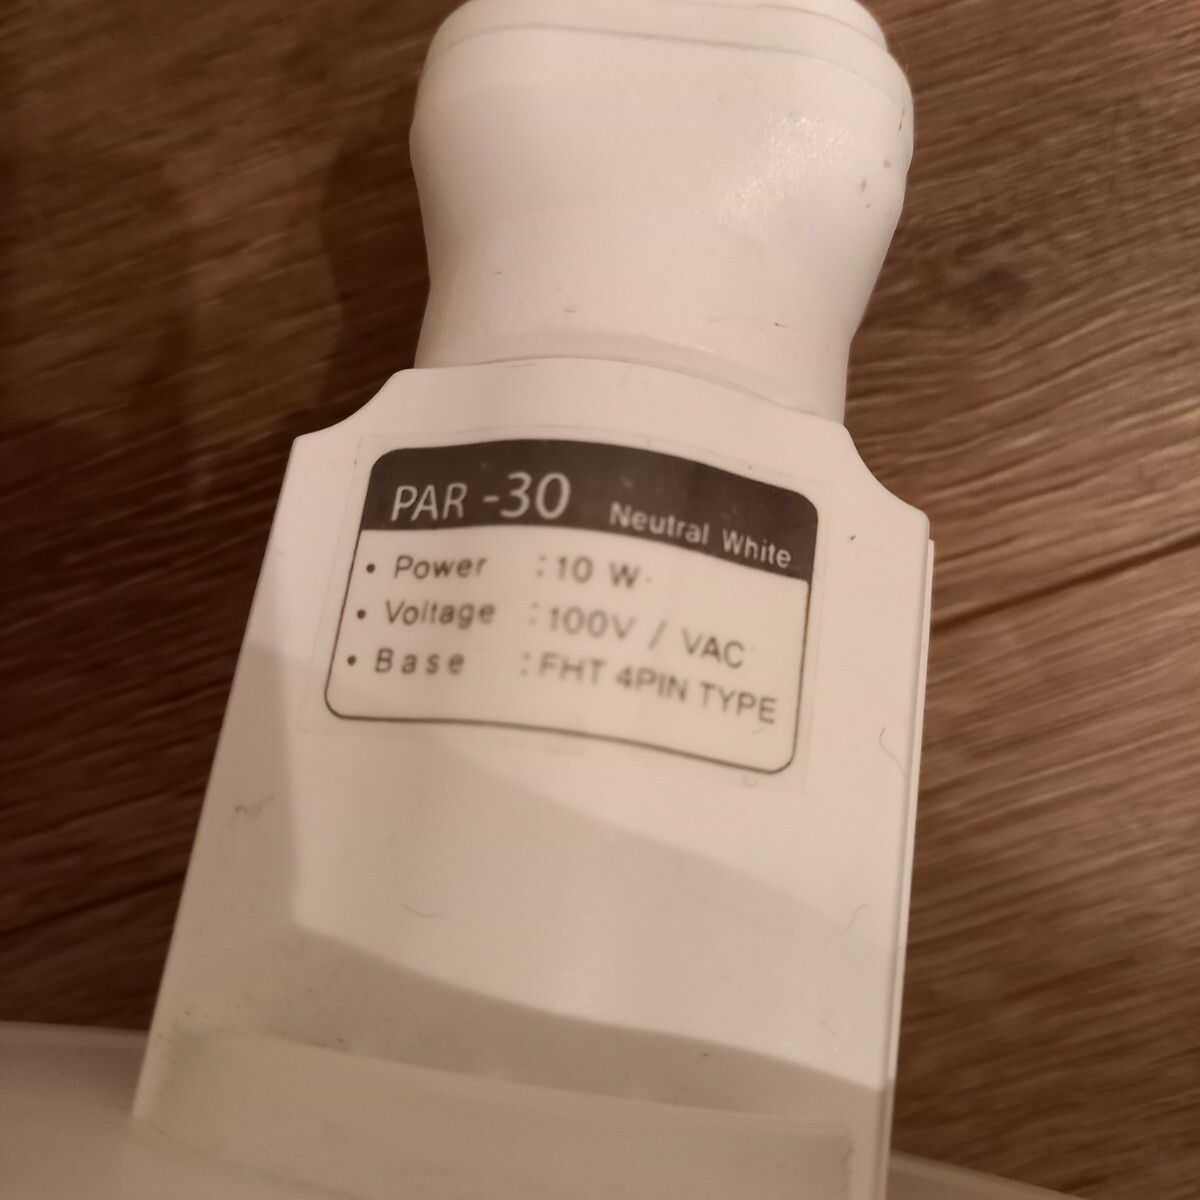 PAR -30 Neutral White
• Power : 10 W
• Voltage : 100V / VAC
• Base : FHT 4PIN TYPE